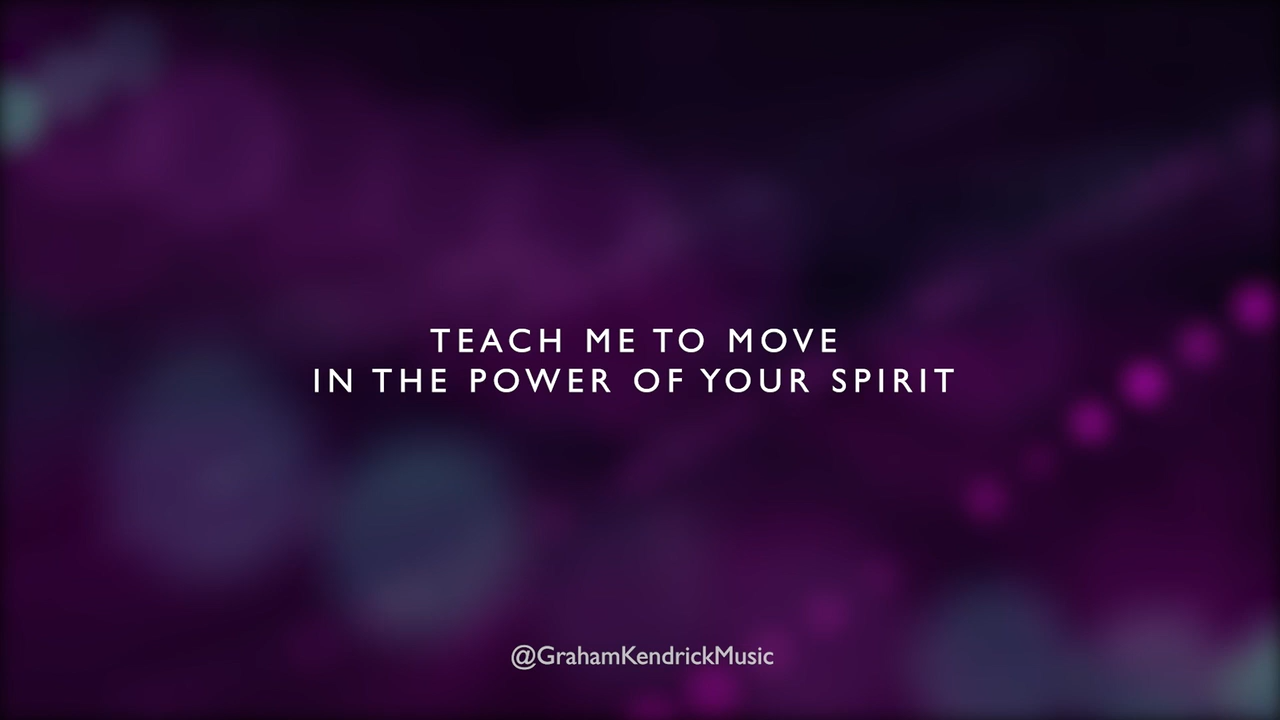 TEACH ME TO MOVE
IN THE POWER OF YOUR SPIRIT
@GrahamKendrickMusic